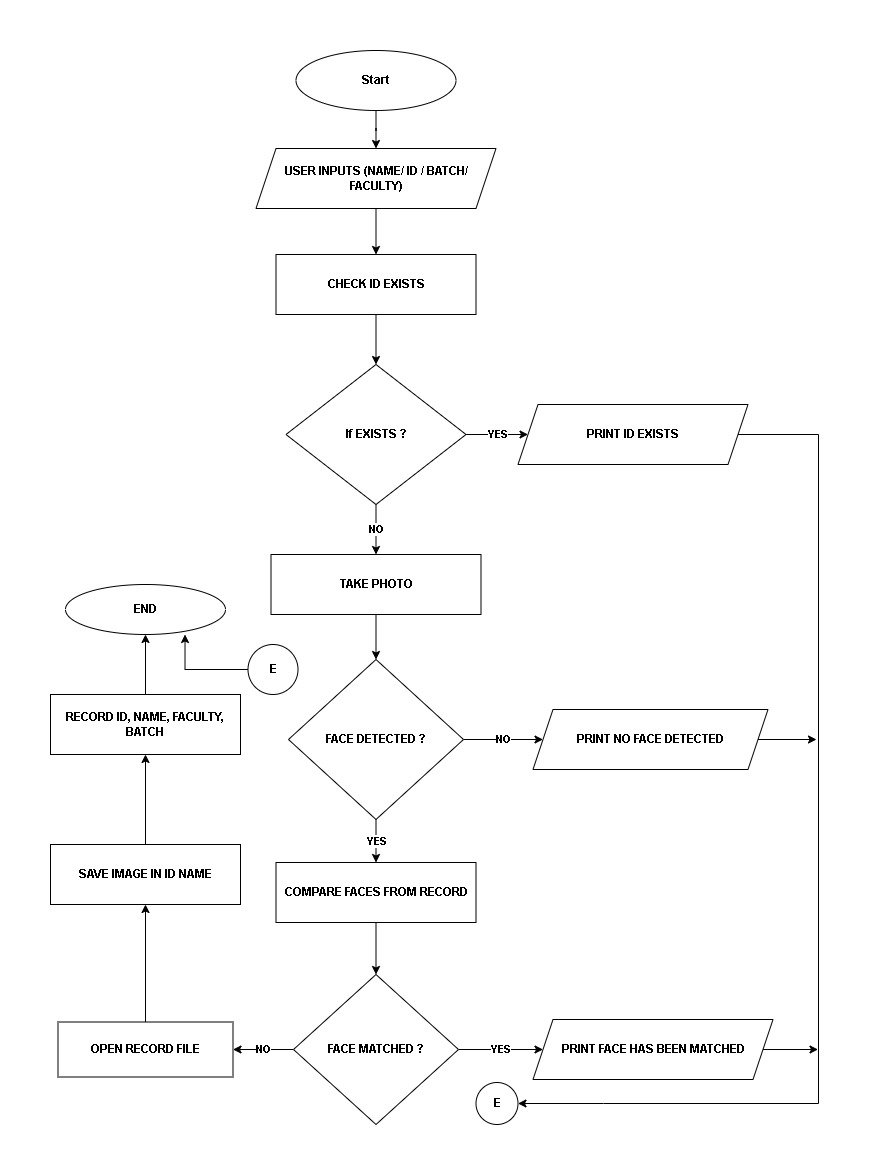 Start
USER INPUTS (NAME/ ID / BATCH/
FACULTY)
CHECK ID EXISTS
If EXISTS ?
YES
PRINT ID EXISTS
NO
TAKE PHOTO
END
E
RECORD ID, NAME, FACULTY,
BATCH
FACE DETECTED ?
NO
PRINT NO FACE DETECTED
YES
SAVE IMAGE IN ID NAME
COMPARE FACES FROM RECORD
OPEN RECORD FILE
NO
FACE MATCHED ?
YES
PRINT FACE HAS BEEN MATCHED
E